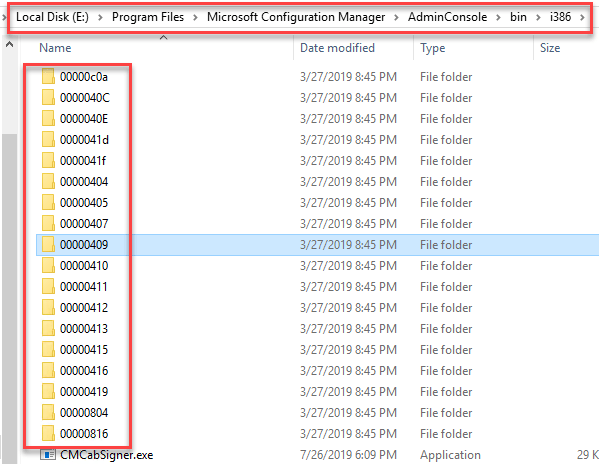 Local Disk (E:) > Program Files > Microsoft Configuration Manager > AdminConsole > bin > i386 >
Name Date modified Type Size
00000c0a 3/27/2019 8:45 PM File folder
0000040C 3/27/2019 8:45 PM File folder
0000040E 3/27/2019 8:45 PM File folder
0000041d 3/27/2019 8:45 PM File folder
0000041f 3/27/2019 8:45 PM File folder
00000404 3/27/2019 8:45 PM File folder
00000405 3/27/2019 8:45 PM File folder
00000407 3/27/2019 8:45 PM File folder
00000409 3/27/2019 8:45 PM File folder
00000410 3/27/2019 8:45 PM File folder
00000411 3/27/2019 8:45 PM File folder
00000412 3/27/2019 8:45 PM File folder
00000413 3/27/2019 8:45 PM File folder
00000415 3/27/2019 8:45 PM File folder
00000416 3/27/2019 8:45 PM File folder
00000419 3/27/2019 8:45 PM File folder
00000804 3/27/2019 8:45 PM File folder
00000816 3/27/2019 8:45 PM File folder
CMCabSigner.exe 7/26/2019 6:09 PM Application 29 K